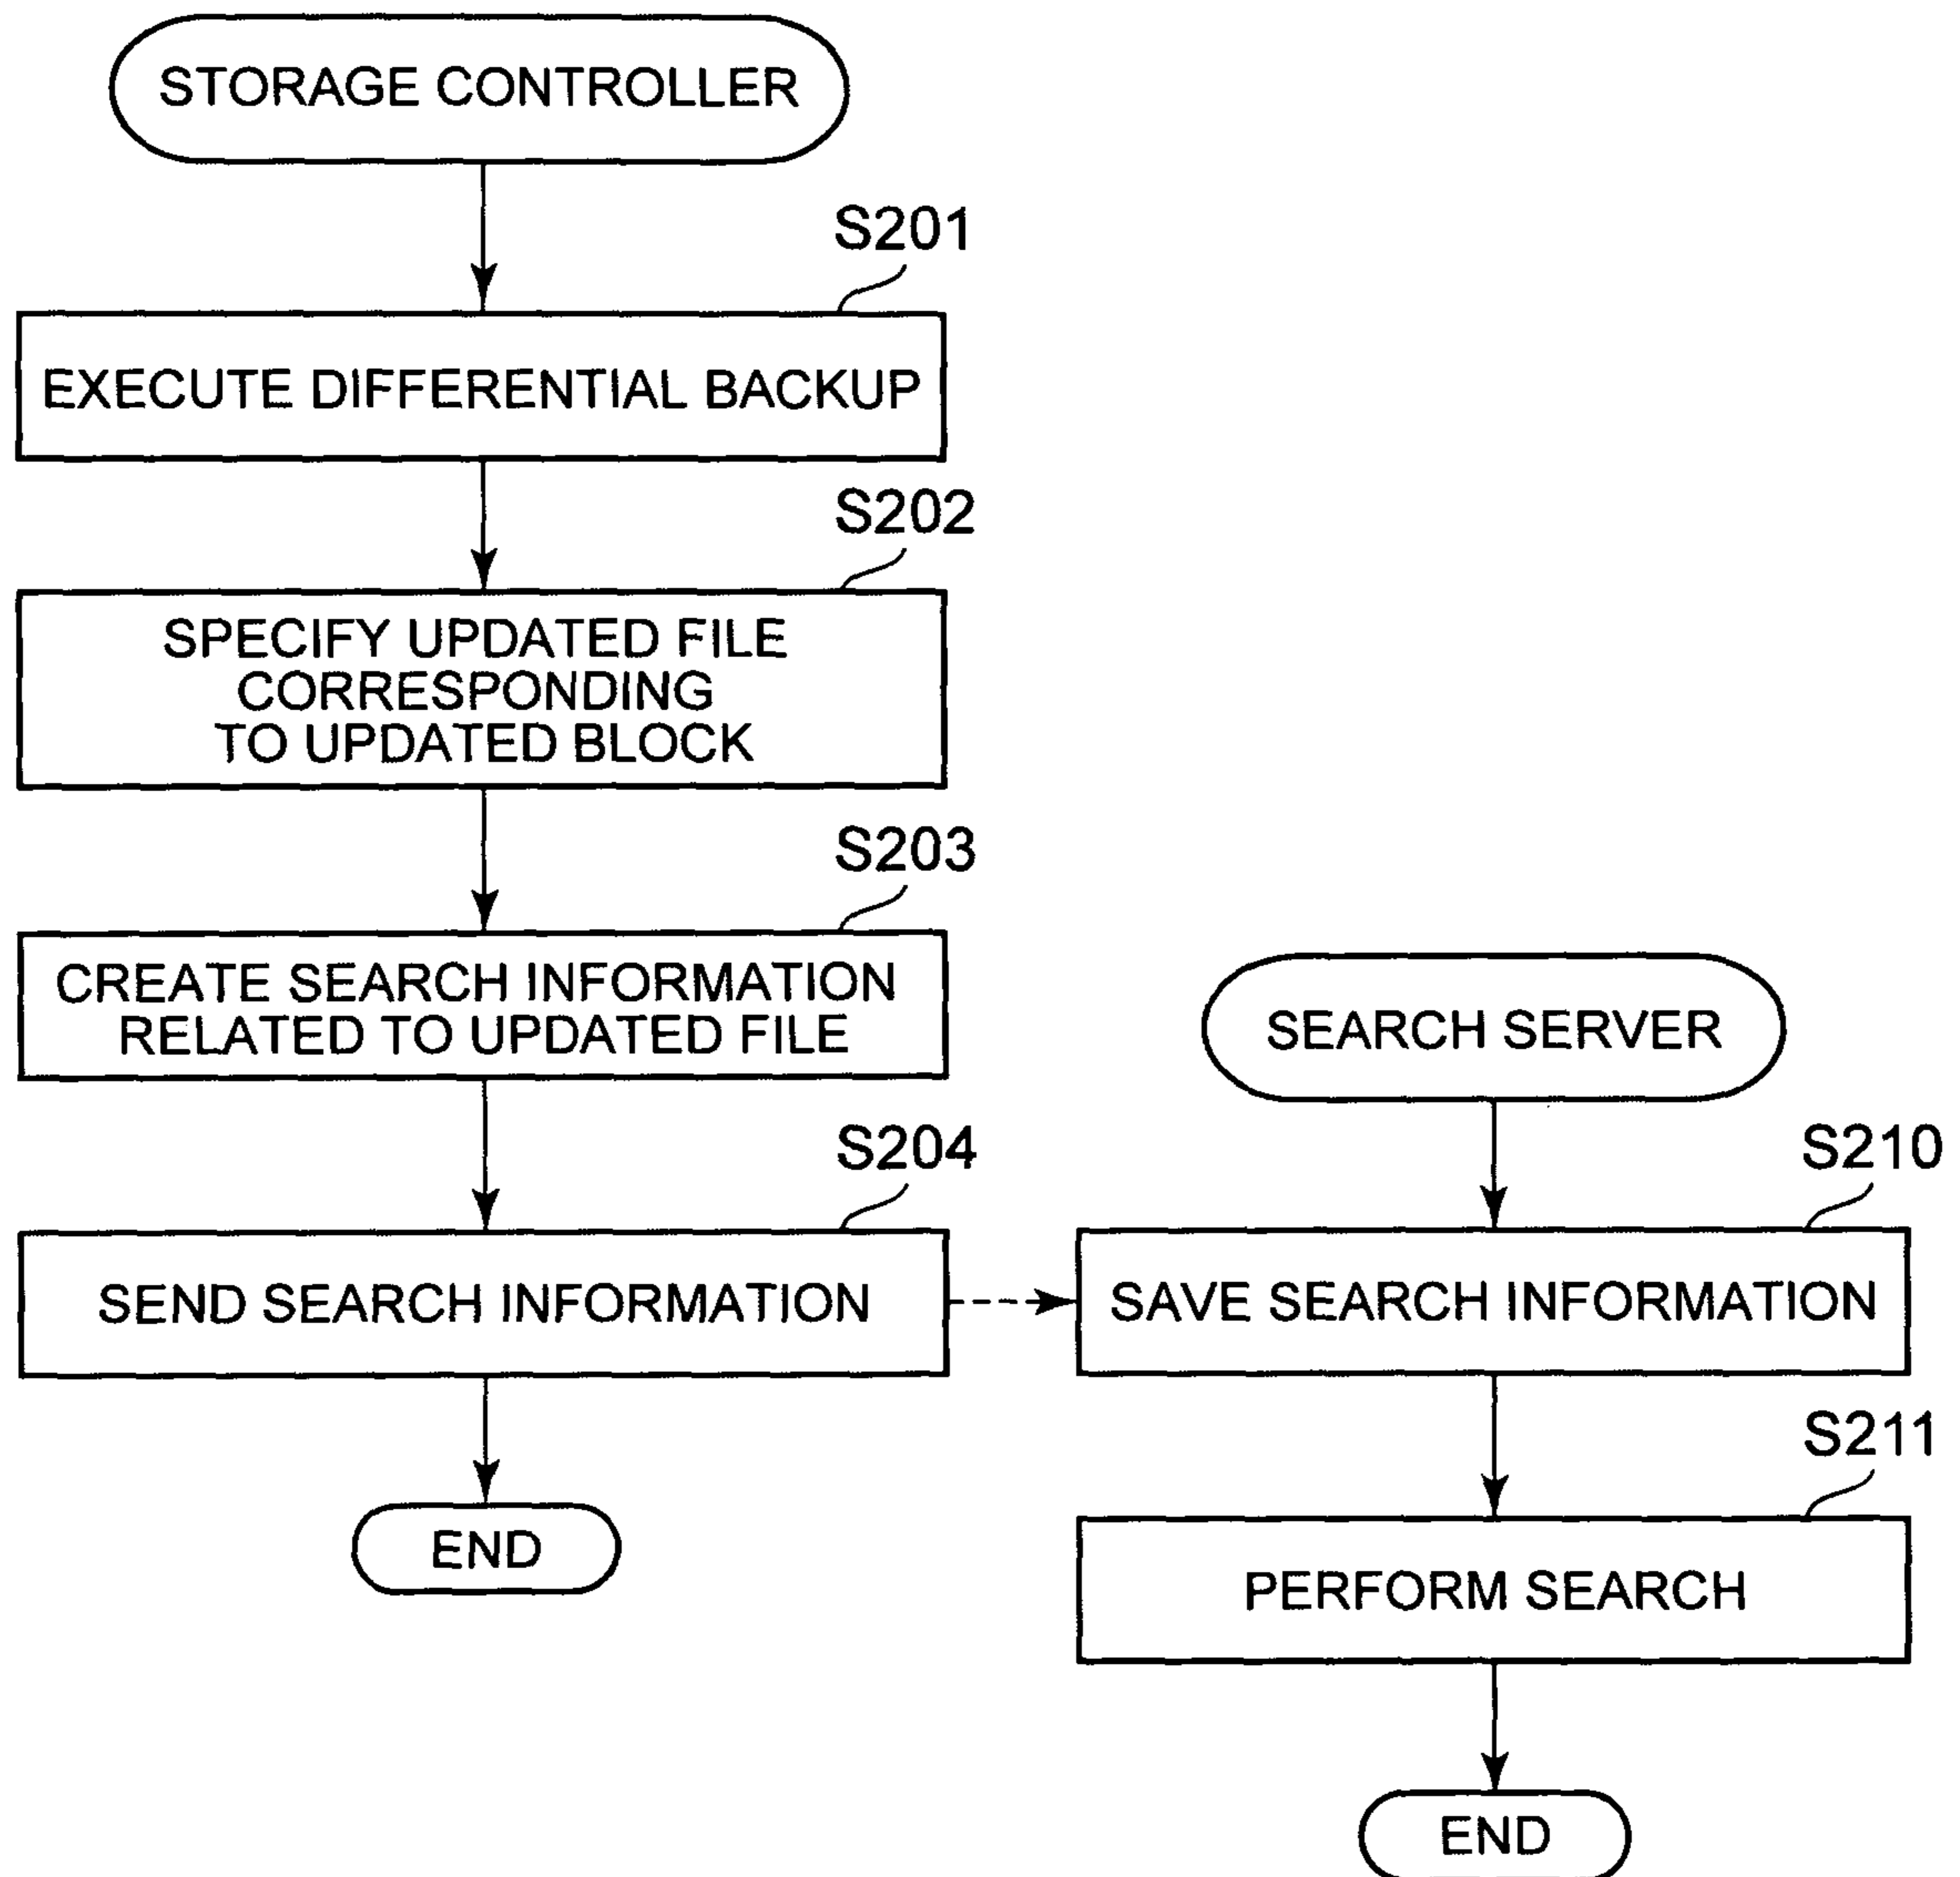 STORAGE CONTROLLER
S201
EXECUTE DIFFERENTIAL BACKUP
S202
SPECIFY UPDATED FILE
CORRESPONDING
TO UPDATED BLOCK
S203
CREATE SEARCH INFORMATION
RELATED TO UPDATED FILE
S204
SEND SEARCH INFORMATION
END
SEARCH SERVER
S210
SAVE SEARCH INFORMATION
S211
PERFORM SEARCH
END